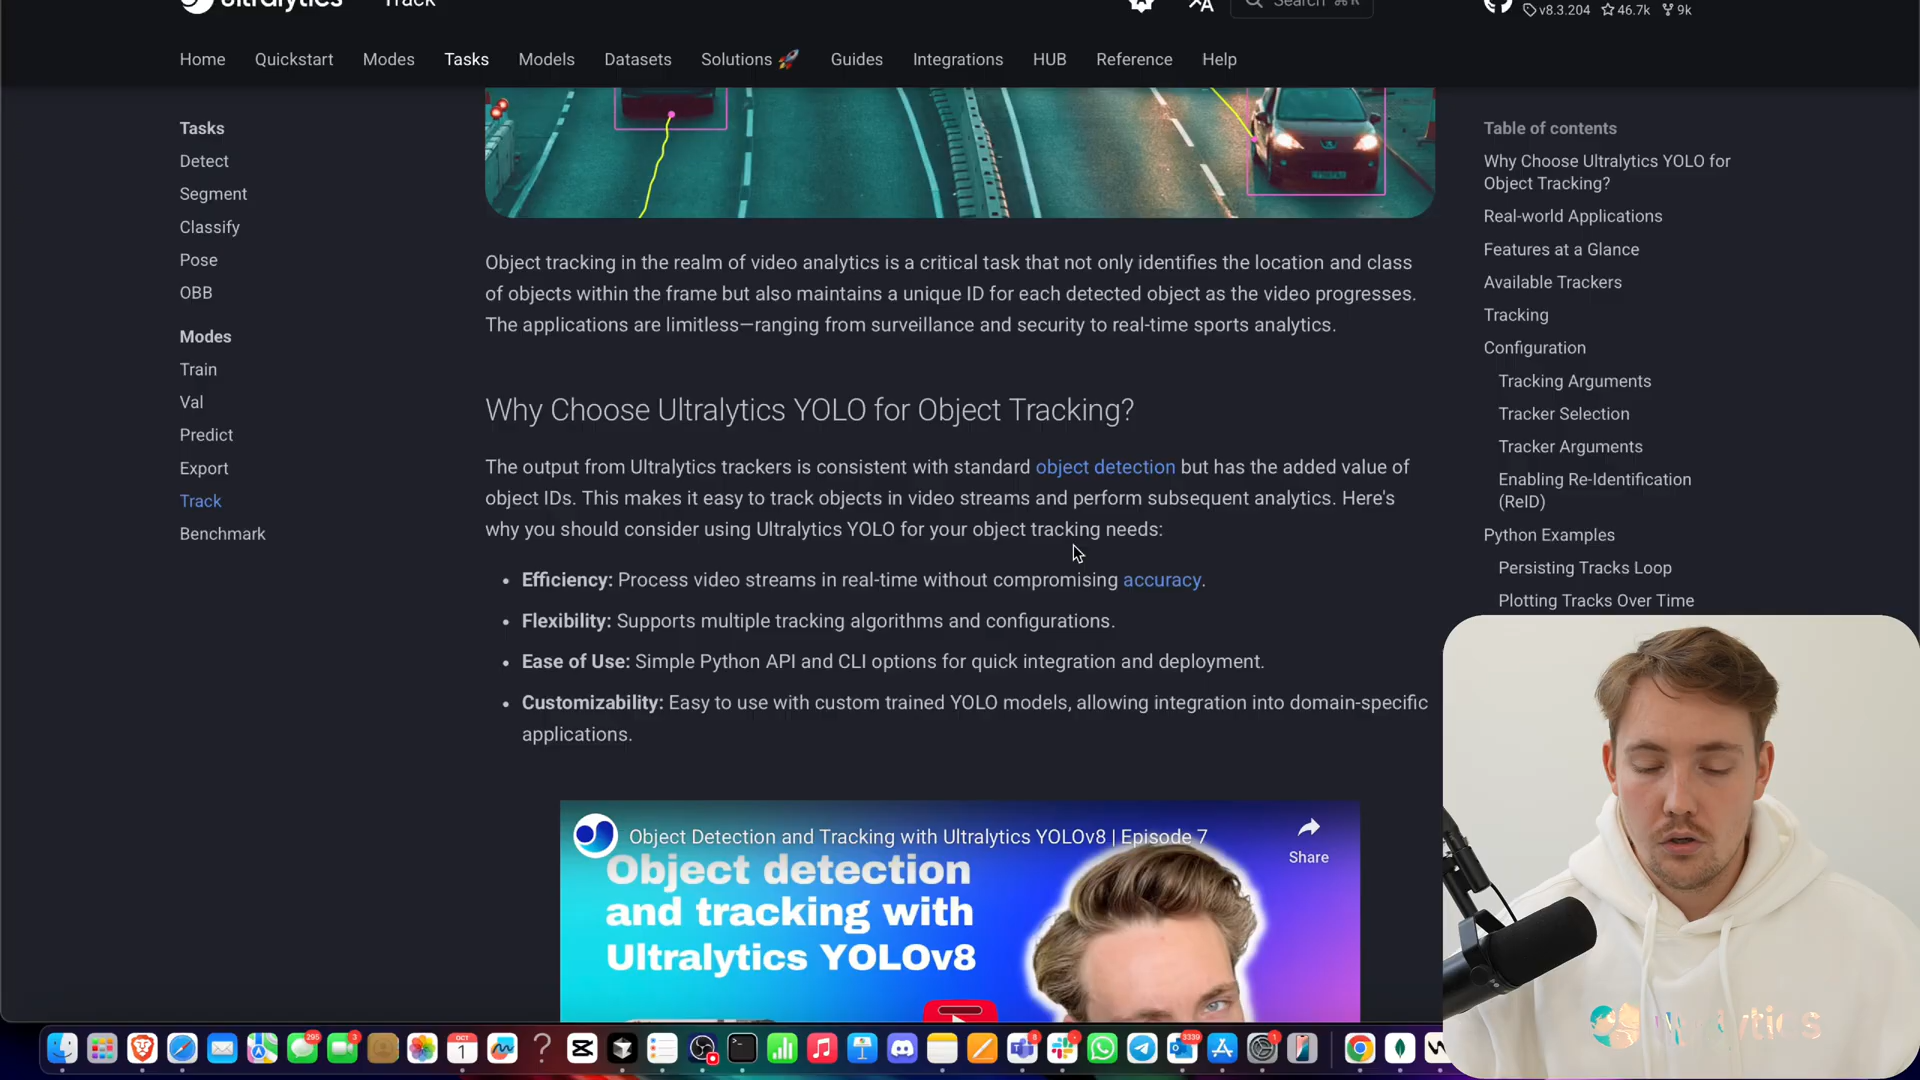 ultralytics Track Search ⌘K v8.3.204 46.7k 9k
Home Quickstart Modes Tasks Models Datasets Solutions 🚀 Guides Integrations HUB Reference Help
Tasks
Detect
Segment
Classify
Pose
OBB
Modes
Train
Val
Predict
Export
Track
Benchmark
Object tracking in the realm of video analytics is a critical task that not only identifies the location and class
of objects within the frame but also maintains a unique ID for each detected object as the video progresses.
The applications are limitless—ranging from surveillance and security to real-time sports analytics.
Why Choose Ultralytics YOLO for Object Tracking?
The output from Ultralytics trackers is consistent with standard object detection but has the added value of
object IDs. This makes it easy to track objects in video streams and perform subsequent analytics. Here's
why you should consider using Ultralytics YOLO for your object tracking needs:
• Efficiency: Process video streams in real-time without compromising accuracy.
• Flexibility: Supports multiple tracking algorithms and configurations.
• Ease of Use: Simple Python API and CLI options for quick integration and deployment.
• Customizability: Easy to use with custom trained YOLO models, allowing integration into domain-specific
applications.
Object Detection and Tracking with Ultralytics YOLOv8 | Episode 7
Share
Object detection
and tracking with
Ultralytics YOLOv8
Table of contents
Why Choose Ultralytics YOLO for
Object Tracking?
Real-world Applications
Features at a Glance
Available Trackers
Tracking
Configuration
Tracking Arguments
Tracker Selection
Tracker Arguments
Enabling Re-Identification
(ReID)
Python Examples
Persisting Tracks Loop
Plotting Tracks Over Time
295 3 OCT 1 8 3339 1